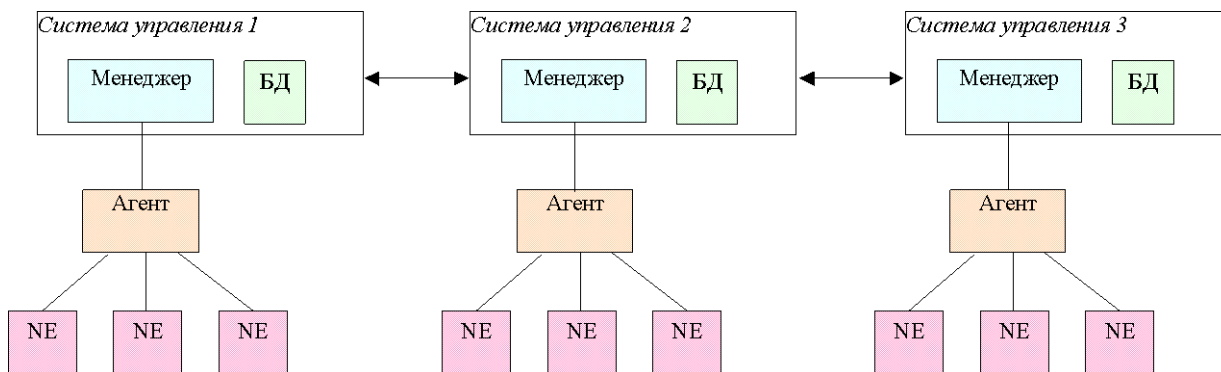 Система управления 1
Система управления 2
Система управления 3
Менеджер
БД
Менеджер
БД
Менеджер
БД
Агент
Агент
Агент
NE
NE
NE
NE
NE
NE
NE
NE
NE